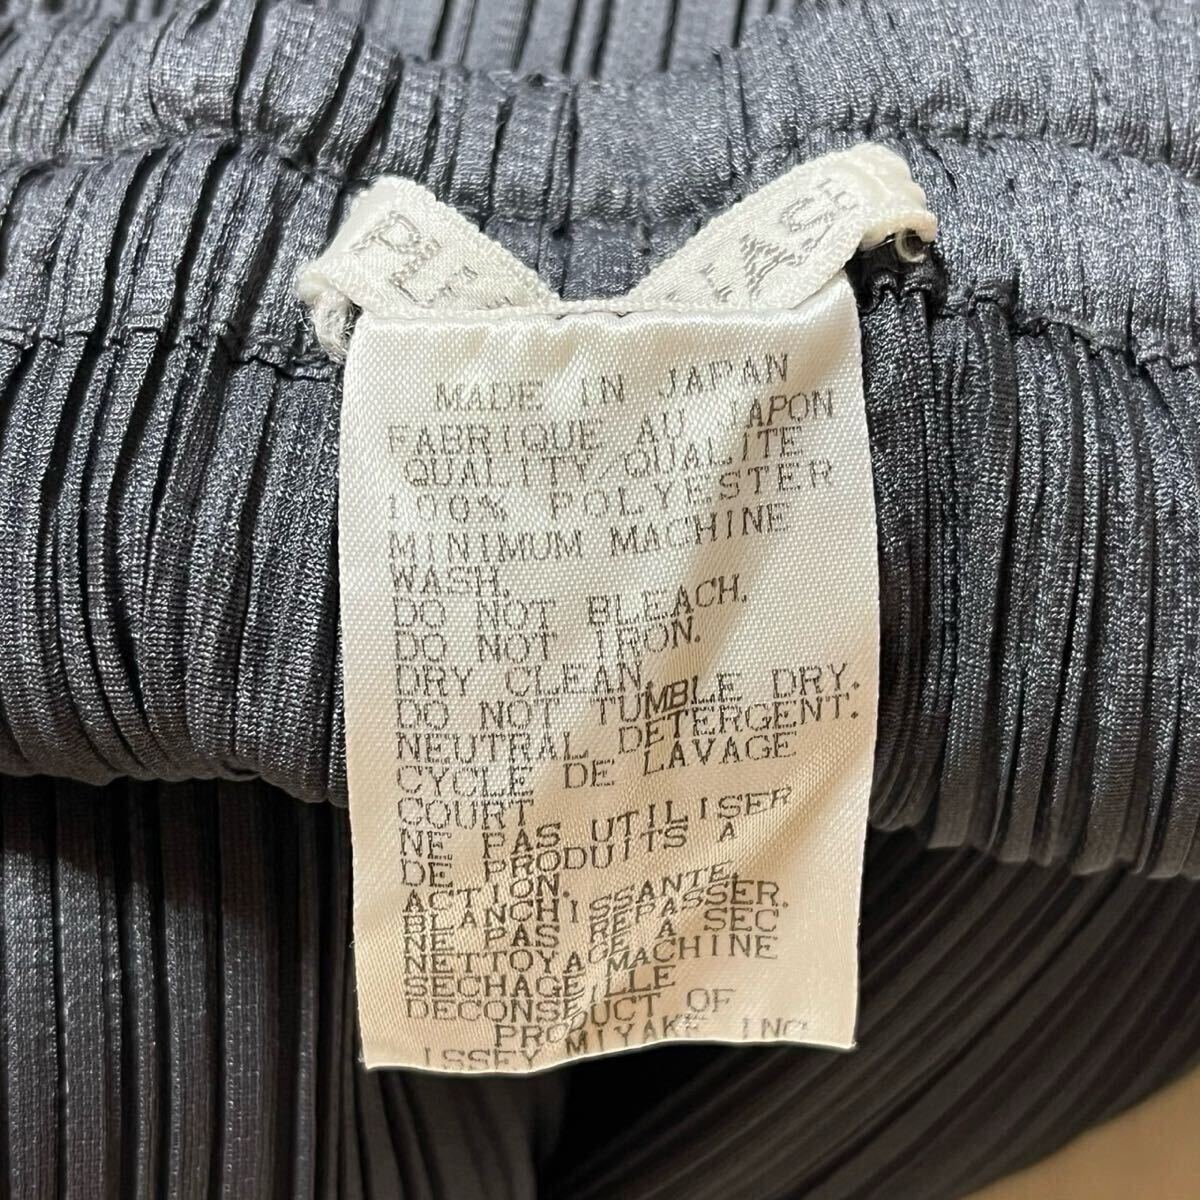 PL
MADE IN JAPAN
FABRIQUE AU JAPON
QUALITY/QUALITE
100% POLYESTER
MINIMUM MACHINE
WASH.
DO NOT BLEACH.
DO NOT IRON.
DRY CLEAN.
DO NOT TUMBLE DRY.
NEUTRAL DETERGENT.
CYCLE DE LAVAGE
COURT
NE PAS UTILISER
DE PRODUITS A
ACTION.
BLANCHISSANTE.
NE PAS REPASSER.
NETTOYAGE A SEC
SECHAGE MACHINE
DECONSEILLE
PRODUCT OF
ISSEY MIYAKE INC.